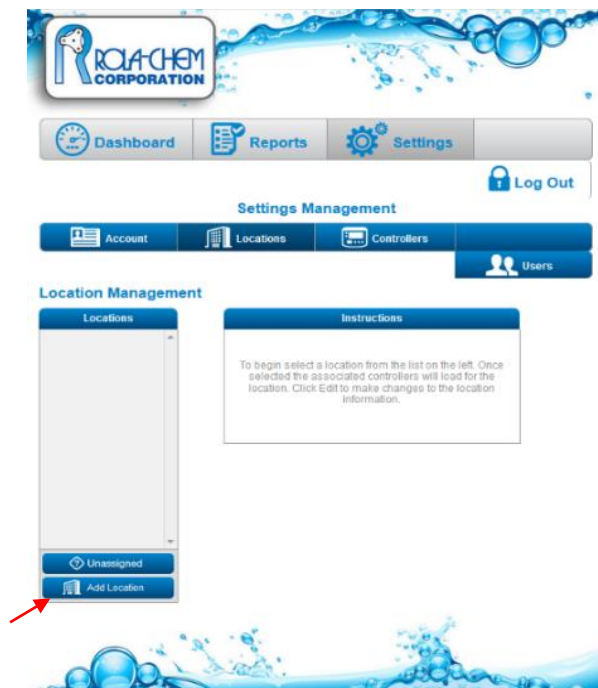 ROLA-CHEM
CORPORATION
Dashboard
Reports
Settings
Log Out
Settings Management
Account
Locations
Controllers
Users
Location Management
Locations
Instructions
To begin select a location from the list on the left. Once
selected the associated controllers will load for the
location. Click Edit to make changes to the location
information.
Unassigned
Add Location